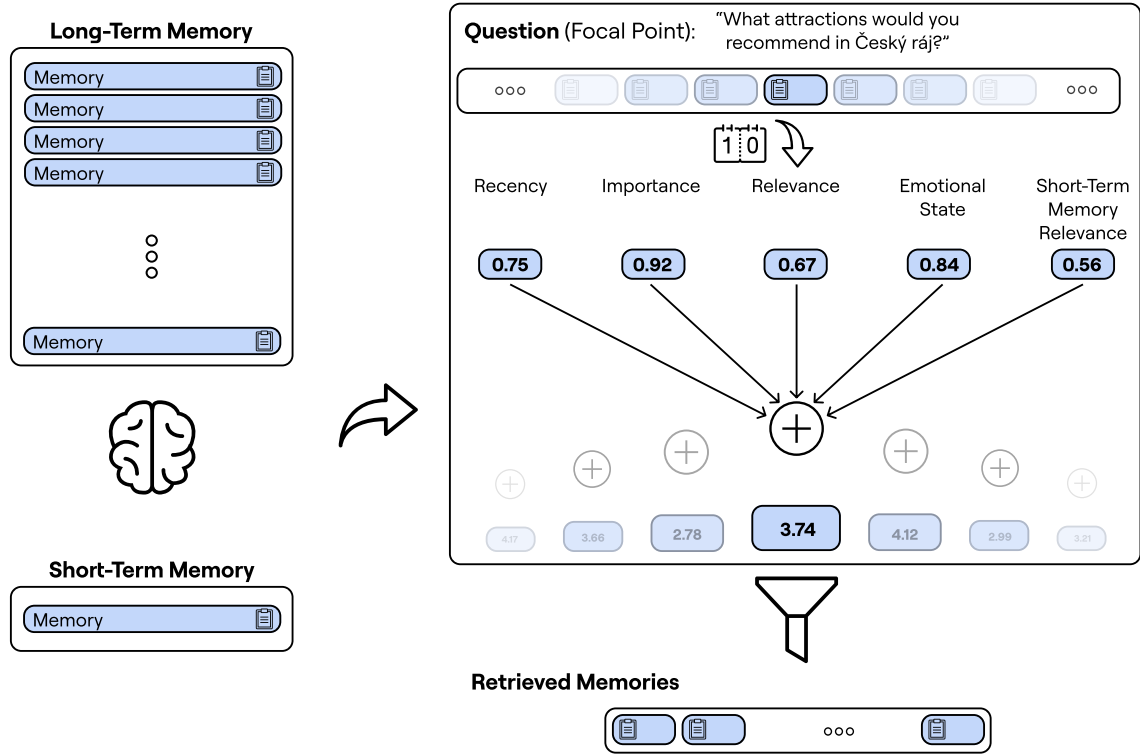 Long-Term Memory
Memory
Memory
Memory
Memory
Memory
Short-Term Memory
Memory
Question (Focal Point):
"What attractions would you
recommend in Český ráj?"
1 0
Recency
Importance
Relevance
Emotional
State
Short-Term
Memory
Relevance
0.75
0.92
0.67
0.84
0.56
4.17
3.66
2.78
3.74
4.12
2.99
3.21
Retrieved Memories